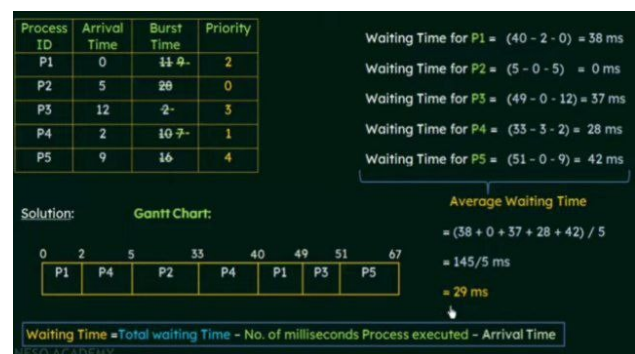 Process ID Arrival Time Burst Time Priority
P1 0 11 9 2
P2 5 28 0
P3 12 2 3
P4 2 10 7 1
P5 9 16 4
Waiting Time for P1 = (40 - 2 - 0) = 38 ms
Waiting Time for P2 = (5 - 0 - 5) = 0 ms
Waiting Time for P3 = (49 - 0 - 12) = 37 ms
Waiting Time for P4 = (33 - 3 - 2) = 28 ms
Waiting Time for P5 = (51 - 0 - 9) = 42 ms
Average Waiting Time
= (38 + 0 + 37 + 28 + 42) / 5
= 145/5 ms
= 29 ms
Solution: Gantt Chart:
0 2 5 33 40 49 51 67
P1 P4 P2 P4 P1 P3 P5
Waiting Time =Total waiting Time - No. of milliseconds Process executed - Arrival Time
NESO ACADEMY